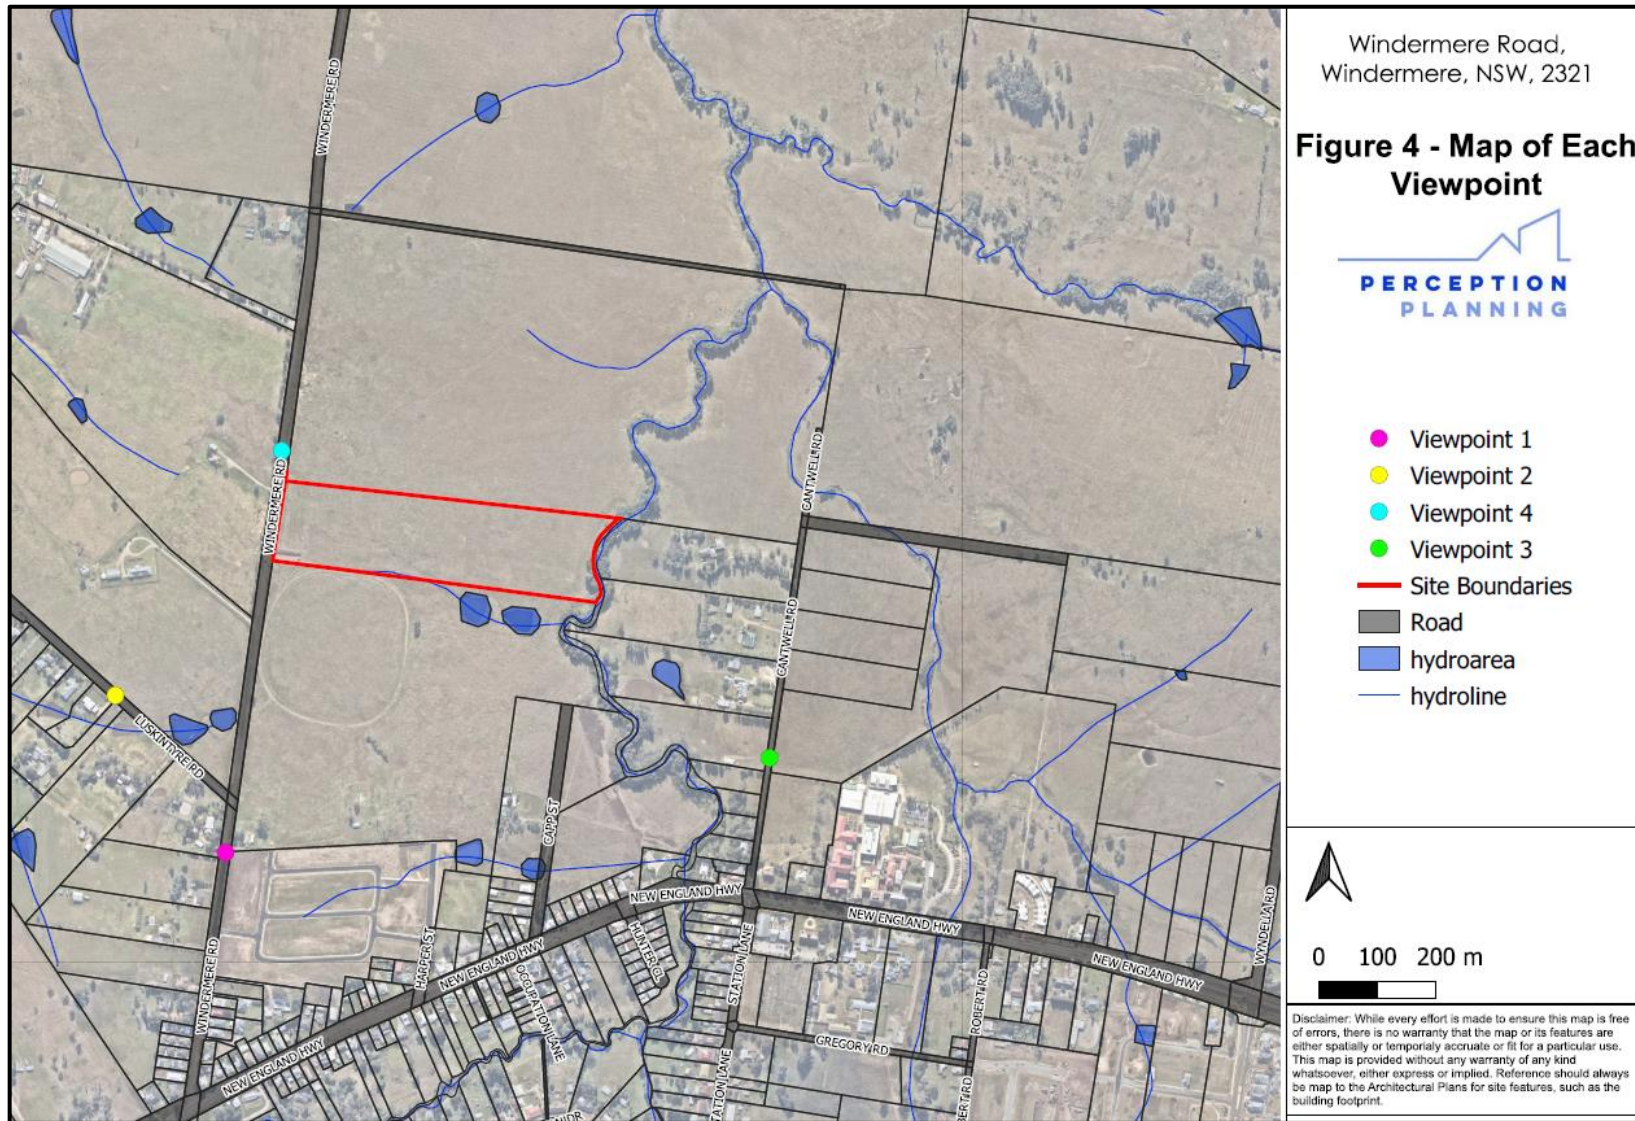 Windermere Road,
Windermere, NSW, 2321
Figure 4 - Map of Each
Viewpoint
PERCEPTION
PLANNING
Viewpoint 1
Viewpoint 2
Viewpoint 4
Viewpoint 3
Site Boundaries
Road
hydroarea
hydroline
0 100 200 m
Disclaimer: While every effort is made to ensure this map is free
of errors, there is no warranty that the map or its features are
either spatially or temporialy accruate or fit for a particular use.
This map is provided without any warranty of any kind
whatsoever, either express or implied. Reference should always
be map to the Architectural Plans for site features, such as the
building footprint.
WINDERMERE RD
WINDERMERE RD
CANTWELL RD
CANTWELL RD
LUSKINTYRE RD
CAPP ST
NEW ENGLAND HWY
NEW ENGLAND HWY
WYNDELLA RD
HUNTER CL
HARPER ST
NEW ENGLAND HWY
STATION LANE
NEW ENGLAND HWY
WINDERMERE RD
OCCUPATION LANE
ROBERT RD
GREGORY RD
NEW ENGLAND HWY
TATION LANE
BERT RD